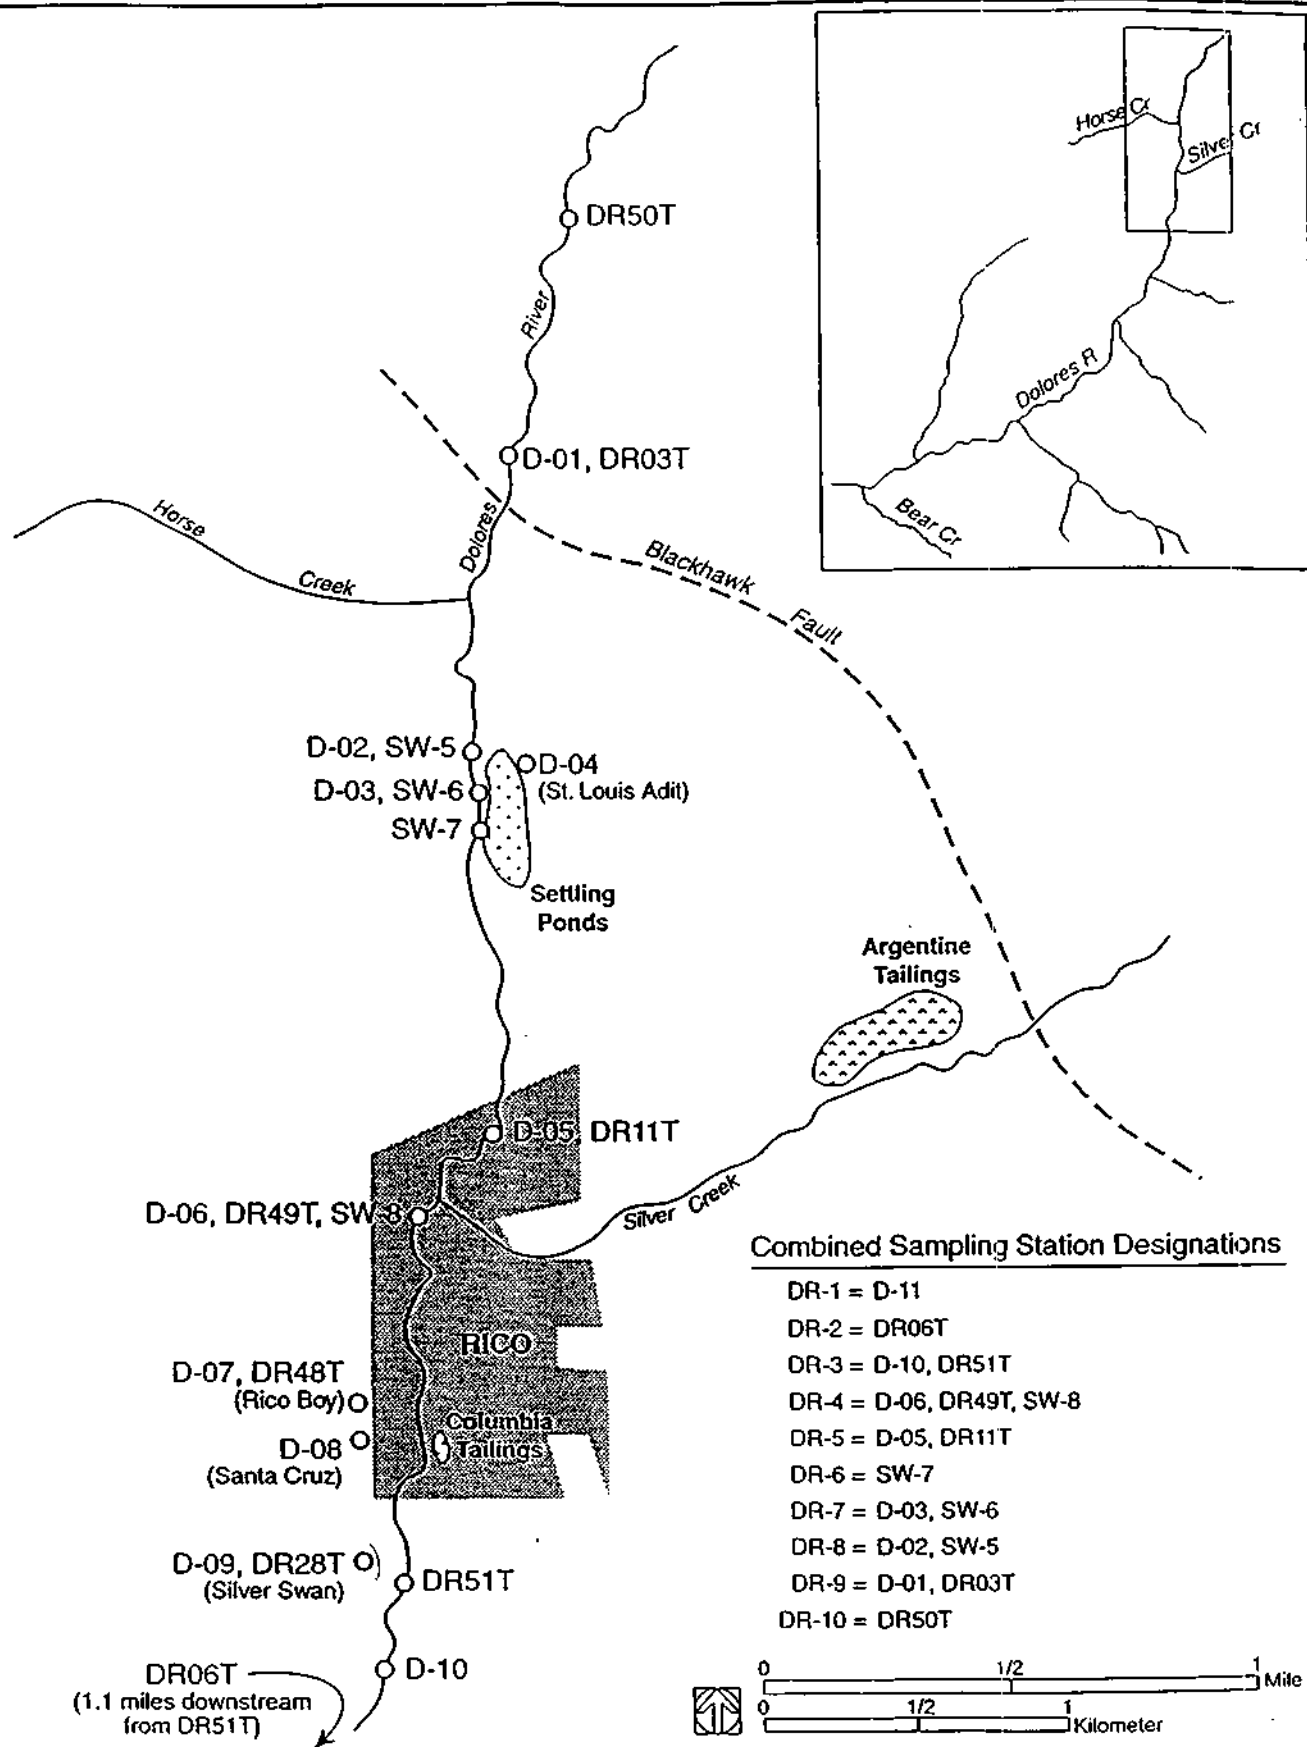 Horse Cr
Silver Cr
Dolores R
Bear Cr
DR50T
River
D-01, DR03T
Dolores
Horse
Creek
Blackhawk
Fault
D-02, SW-5
D-04
(St. Louis Adit)
D-03, SW-6
SW-7
Settling
Ponds
Argentine
Tailings
D-05, DR11T
Silver Creek
D-06, DR49T, SW-8
RICO
D-07, DR48T
(Rico Boy)
Columbia
Tailings
D-08
(Santa Cruz)
D-09, DR28T
(Silver Swan)
DR51T
D-10
DR06T
(1.1 miles downstream
from DR51T)
Combined Sampling Station Designations
DR-1 = D-11
DR-2 = DR06T
DR-3 = D-10, DR51T
DR-4 = D-06, DR49T, SW-8
DR-5 = D-05, DR11T
DR-6 = SW-7
DR-7 = D-03, SW-6
DR-8 = D-02, SW-5
DR-9 = D-01, DR03T
DR-10 = DR50T
0 1/2 1
Mile
0 1/2 1
Kilometer